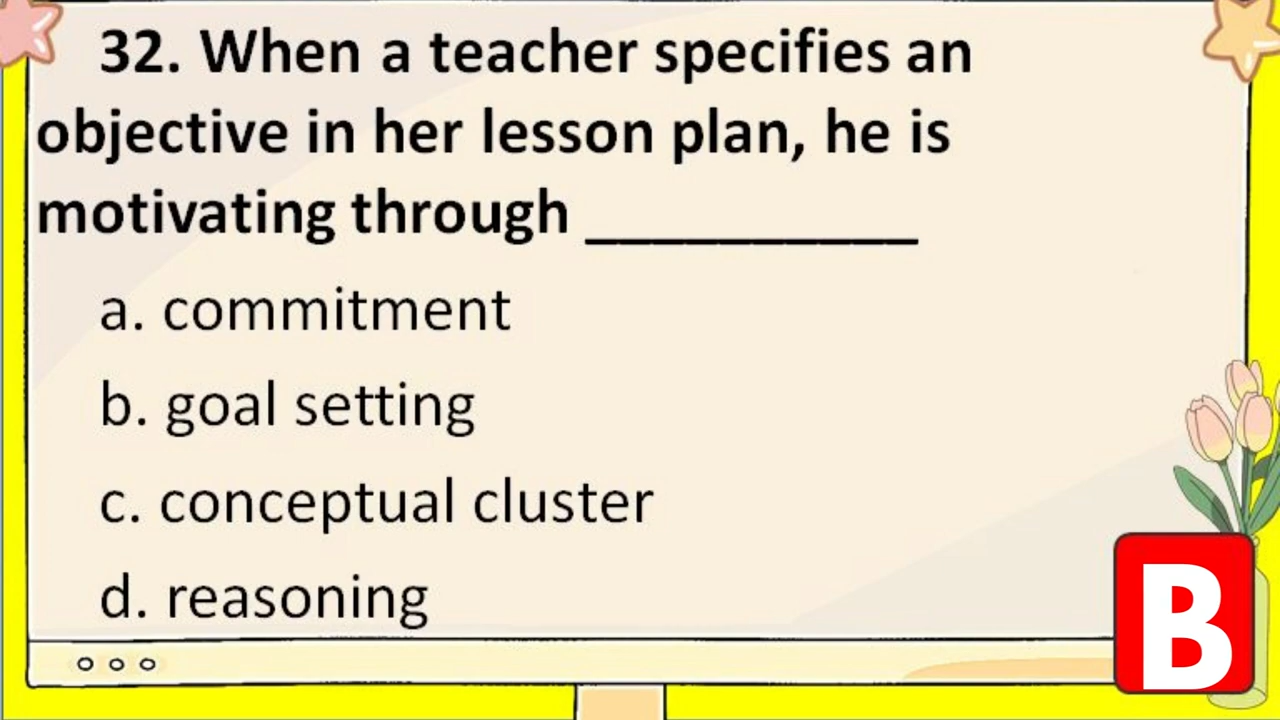 32. When a teacher specifies an
objective in her lesson plan, he is
motivating through __________
a. commitment
b. goal setting
c. conceptual cluster
d. reasoning
B